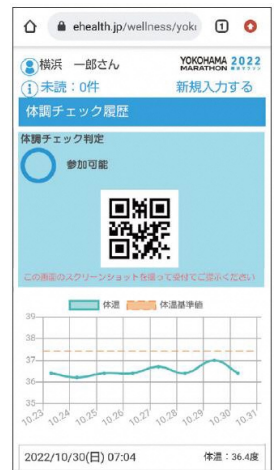 ehealth.jp/wellness/yok
1
横浜 一郎さん
YOKOHAMA 2022
MARATHON
未読：0件
新規入力する
体調チェック履歴
体調チェック判定
参加可能
この画面のスクリーンショットを撮って受付でご提示ください
体温 体温基準値
39
38
37
36
35
10.23 10.24 10.25 10.26 10.27 10.28 10.29 10.30 10.31
2022/10/30(日) 07:04 体温：36.4度